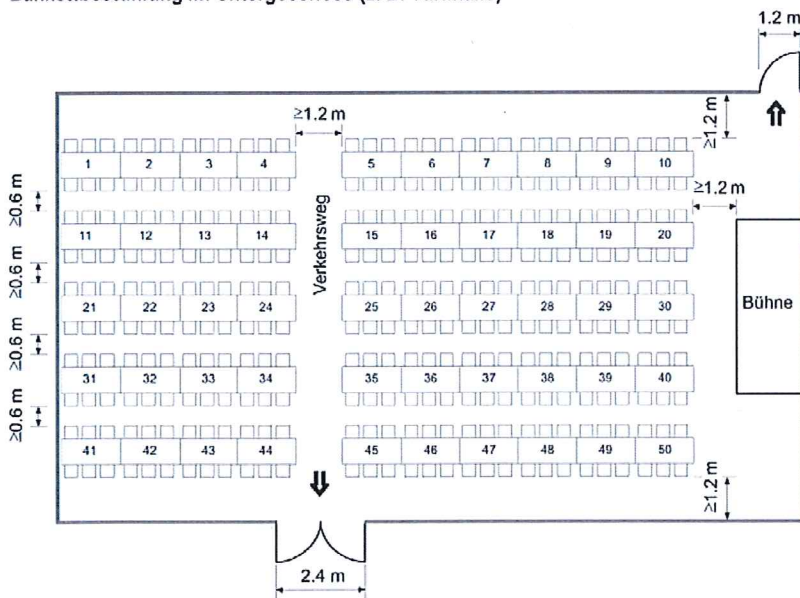 1.2 m
≥1.2 m
≥1.2 m
1 2 3 4 5 6 7 8 9 10
≥0.6 m
≥1.2 m
11 12 13 14 15 16 17 18 19 20
Verkehrsweg
≥0.6 m
21 22 23 24 25 26 27 28 29 30
Bühne
≥0.6 m
31 32 33 34 35 36 37 38 39 40
≥0.6 m
41 42 43 44 45 46 47 48 49 50
≥1.2 m
2.4 m